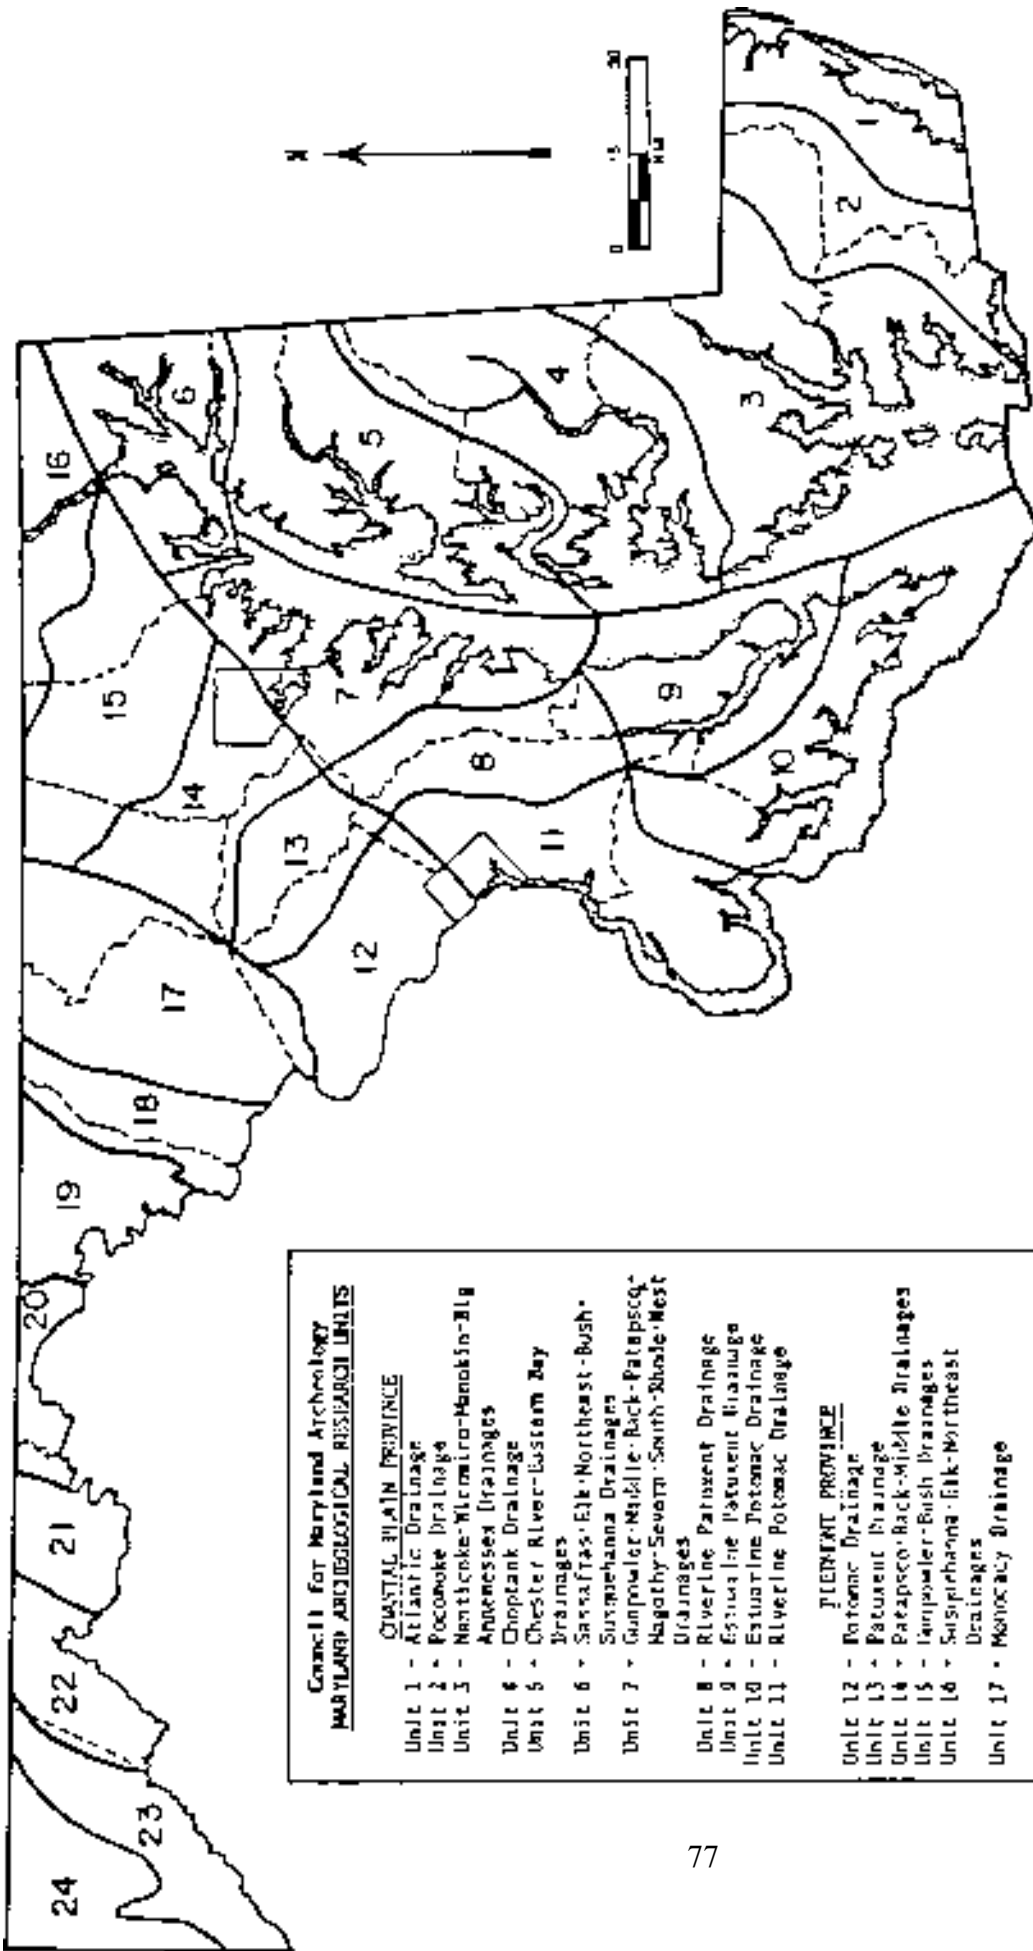 Council for Maryland Archeology
MARYLAND ARCHEOLOGICAL RESEARCH UNITS
COASTAL PLAIN PROVINCE
Unit 1 - Atlantic Drainage
Unit 2 - Pocomoke Drainage
Unit 3 - Nanticoke-Wicomico-Manokin-Big
Annemessex Drainages
Unit 4 - Choptank Drainage
Unit 5 - Chester River-Eastern Bay
Drainages
Unit 6 - Sassafras-Elk-Northeast-Bush-
Susquehanna Drainages
Unit 7 - Gunpowder-Middle-Back-Patapsco-
Magothy-Severn-South-Rhode-West
Drainages
Unit 8 - Riverine Patuxent Drainage
Unit 9 - Estuarine Patuxent Drainage
Unit 10 - Estuarine Potomac Drainage
Unit 11 - Riverine Potomac Drainage
PIEDMONT PROVINCE
Unit 12 - Potomac Drainage
Unit 13 - Patuxent Drainage
Unit 14 - Patapsco-Back-Middle Drainages
Unit 15 - Gunpowder-Bush Drainages
Unit 16 - Susquehanna-Elk-Northeast
Drainages
Unit 17 - Monocacy Drainage
24
23
22
21
20
19
18
17
12
13
14
15
16
11
8
7
6
5
4
9
10
3
2
1
N
0 15 30
KM
77